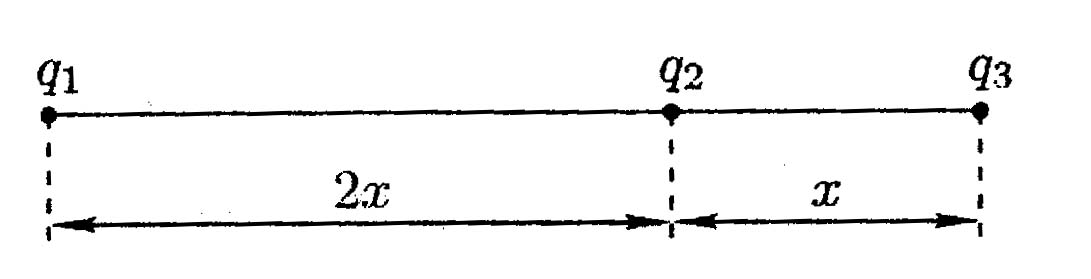 q₁ q₂ q₃
2x x